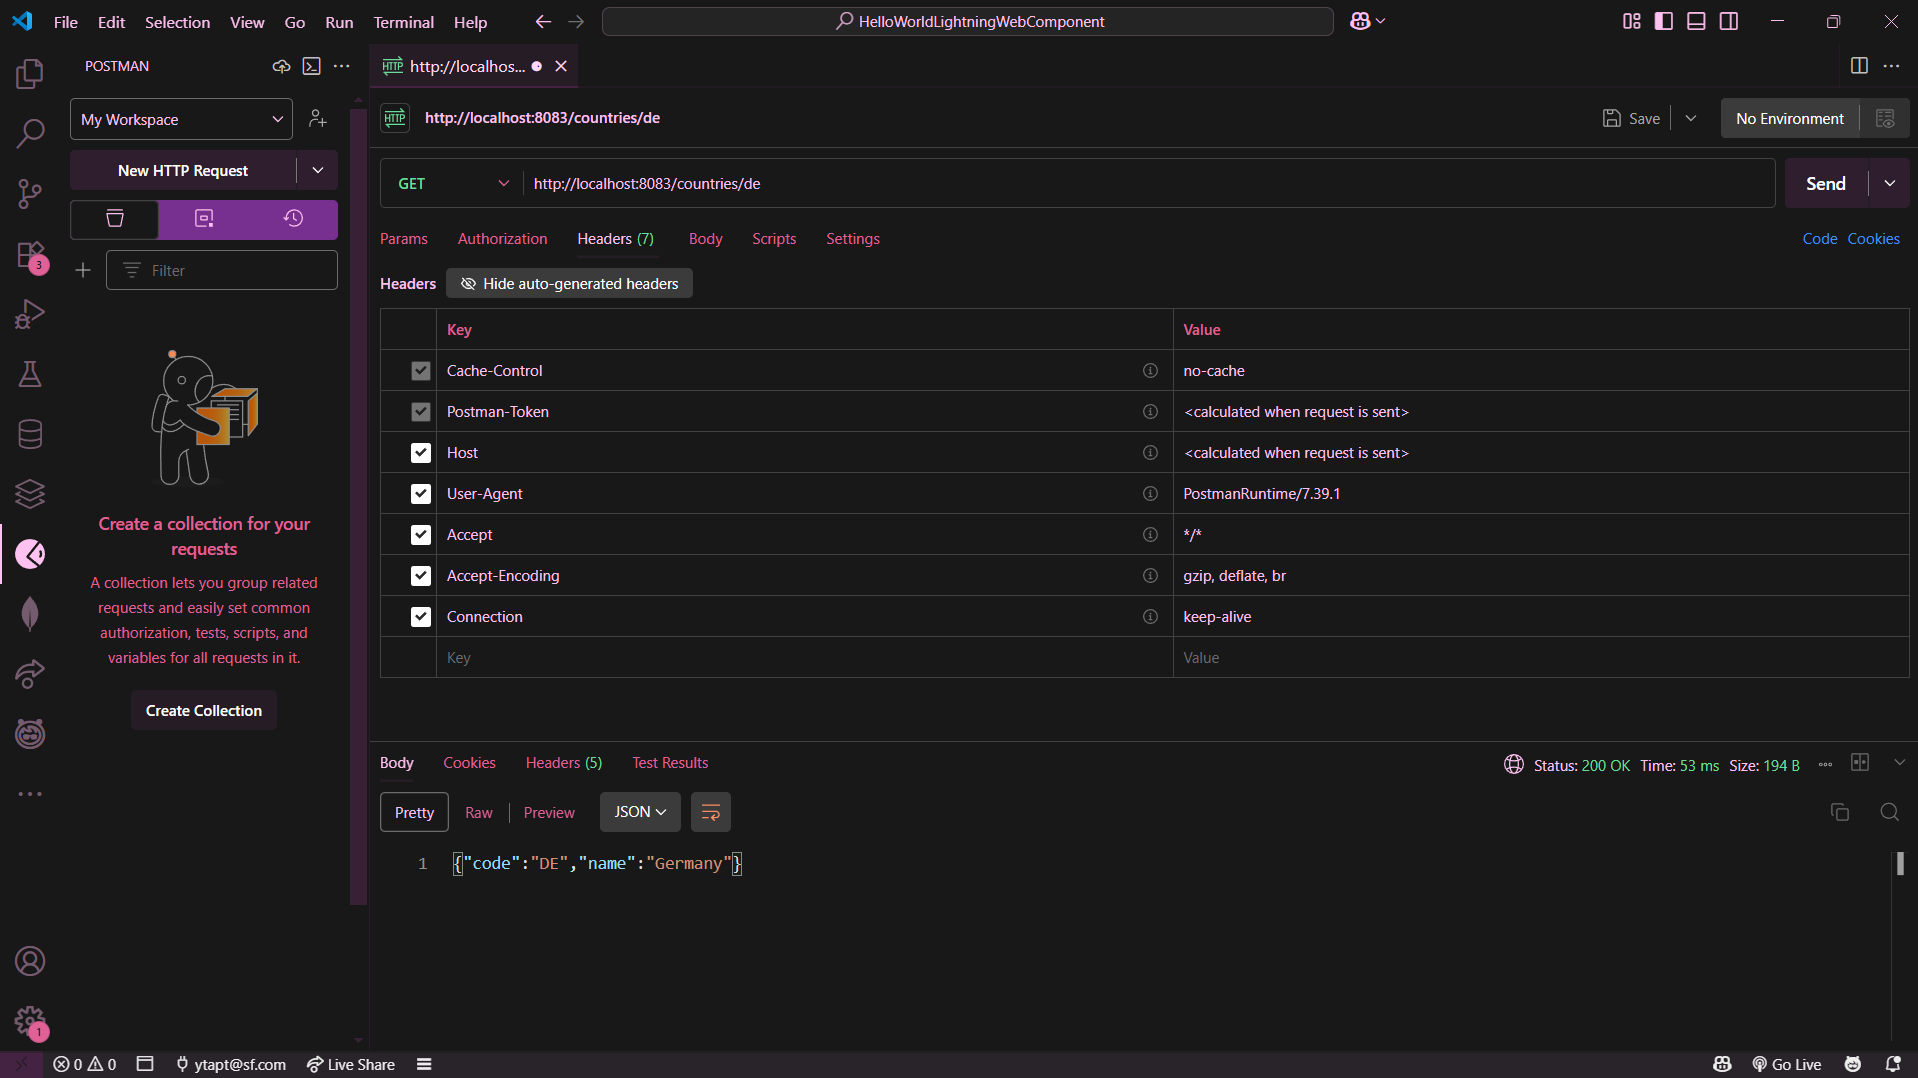 File Edit Selection View Go Run Terminal Help
HelloWorldLightningWebComponent
POSTMAN
HTTP http://localhos...
My Workspace
HTTP http://localhost:8083/countries/de
Save
No Environment
New HTTP Request
GET http://localhost:8083/countries/de
Send
Params Authorization Headers (7) Body Scripts Settings
Code Cookies
3
Filter
Headers Hide auto-generated headers
Key Value
Cache-Control no-cache
Postman-Token <calculated when request is sent>
Host <calculated when request is sent>
User-Agent PostmanRuntime/7.39.1
Accept */*
Accept-Encoding gzip, deflate, br
Connection keep-alive
Key Value
Create a collection for your
requests
A collection lets you group related
requests and easily set common
authorization, tests, scripts, and
variables for all requests in it.
Create Collection
Body Cookies Headers (5) Test Results
Status: 200 OK Time: 53 ms Size: 194 B
Pretty Raw Preview JSON
1 {"code":"DE","name":"Germany"}
1
0 0 ytapt@sf.com Live Share
Go Live